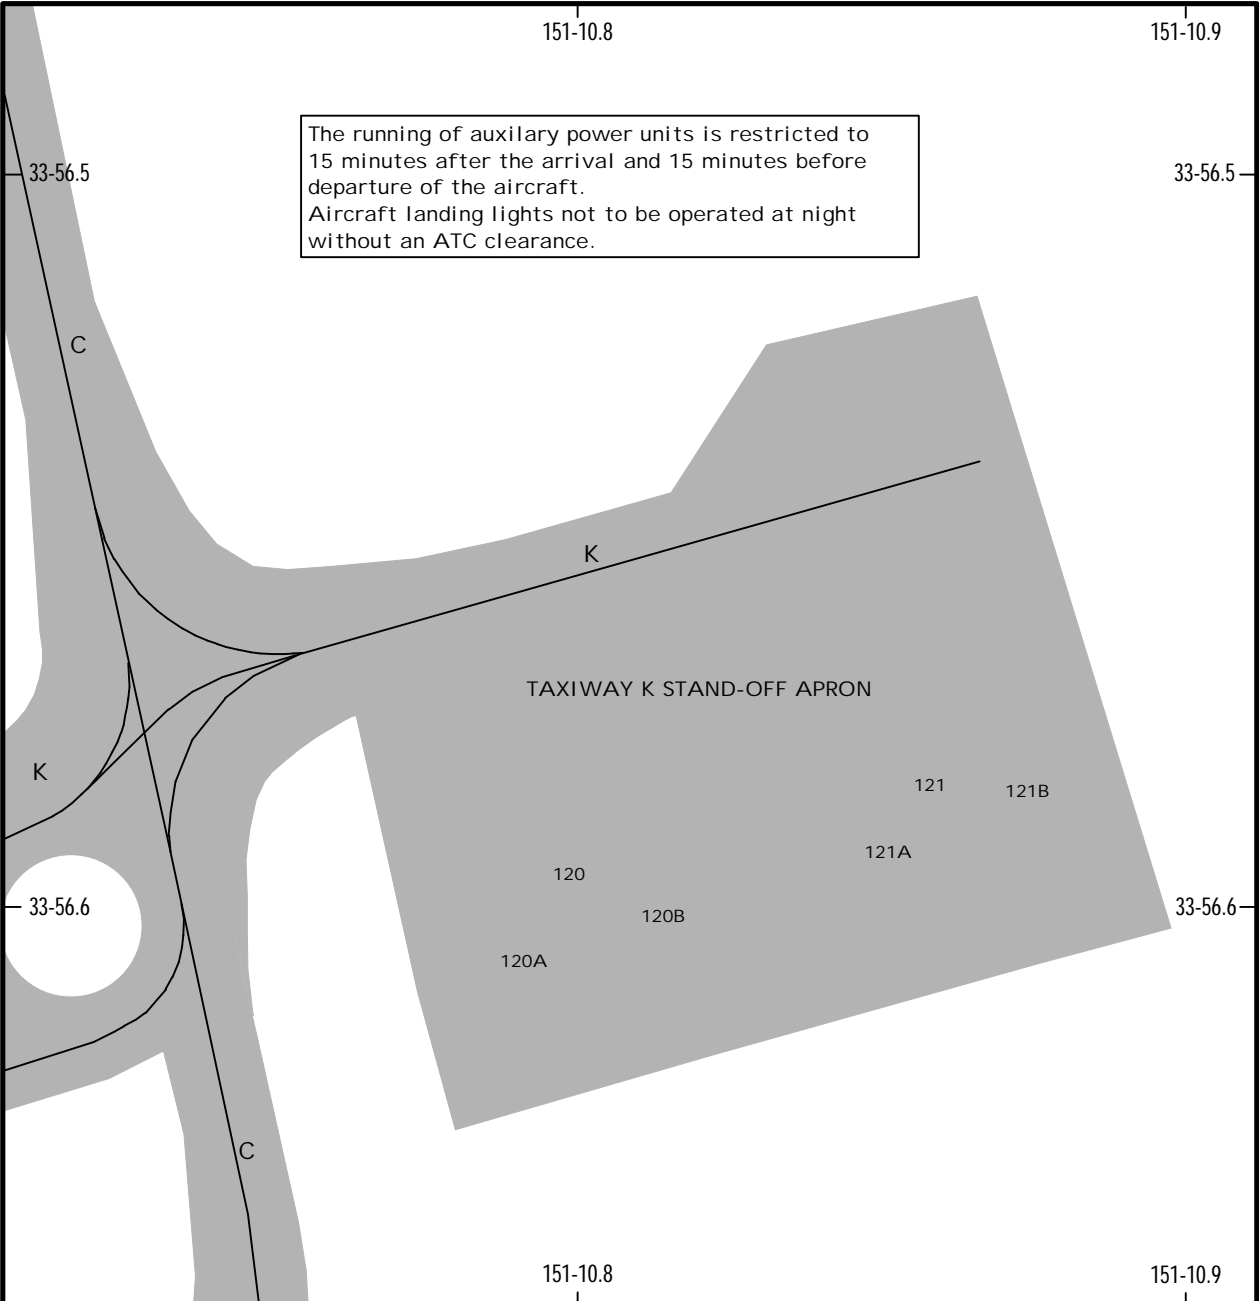 151-10.8
151-10.9
The running of auxilary power units is restricted to
15 minutes after the arrival and 15 minutes before
departure of the aircraft.
Aircraft landing lights not to be operated at night
without an ATC clearance.
33-56.5
33-56.5
C
K
TAXIWAY K STAND-OFF APRON
K
121
121B
121A
120
33-56.6
120B
33-56.6
120A
C
151-10.8
151-10.9